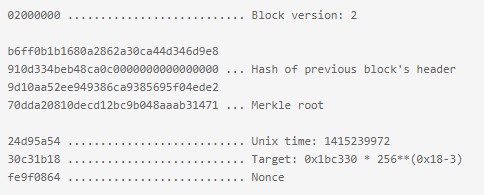 02000000 ........................... Block version: 2
b6ff0b1b1680a2862a30ca44d346d9e8
910d334beb48ca0c0000000000000000 ... Hash of previous block's header
9d10aa52ee949386ca9385695f04ede2
70dda20810decd12bc9b048aaab31471 ... Merkle root
24d95a54 ........................... Unix time: 1415239972
30c31b18 ........................... Target: 0x1bc330 * 256**(0x18-3)
fe9f0864 ........................... Nonce